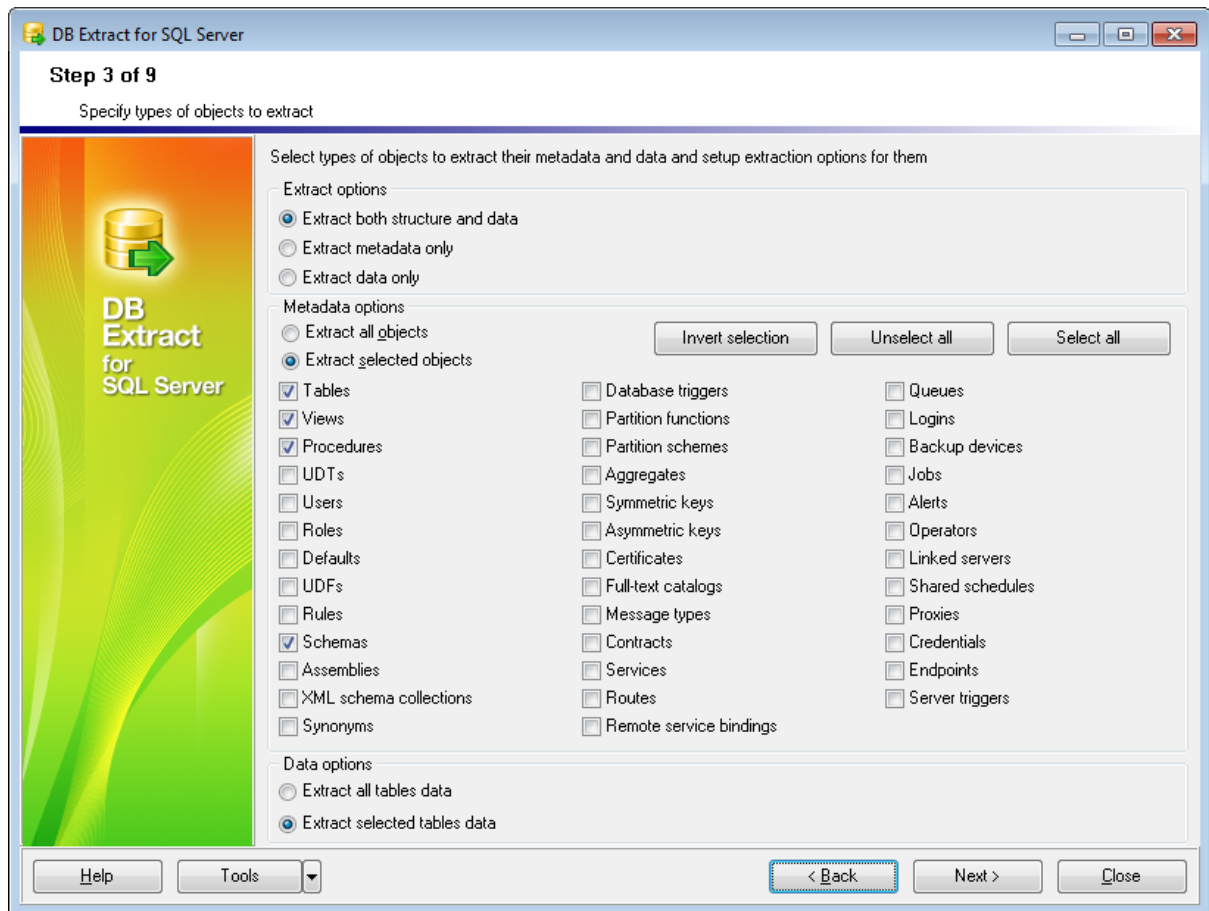 DB Extract for SQL Server
Step 3 of 9
Specify types of objects to extract
DB
Extract
for
SQL Server
Select types of objects to extract their metadata and data and setup extraction options for them
Extract options
Extract both structure and data
Extract metadata only
Extract data only
Metadata options
Extract all objects
Extract selected objects
Invert selection
Unselect all
Select all
Tables
Views
Procedures
UDTs
Users
Roles
Defaults
UDFs
Rules
Schemas
Assemblies
XML schema collections
Synonyms
Database triggers
Partition functions
Partition schemes
Aggregates
Symmetric keys
Asymmetric keys
Certificates
Full-text catalogs
Message types
Contracts
Services
Routes
Remote service bindings
Queues
Logins
Backup devices
Jobs
Alerts
Operators
Linked servers
Shared schedules
Proxies
Credentials
Endpoints
Server triggers
Data options
Extract all tables data
Extract selected tables data
Help
Tools
< Back
Next >
Close